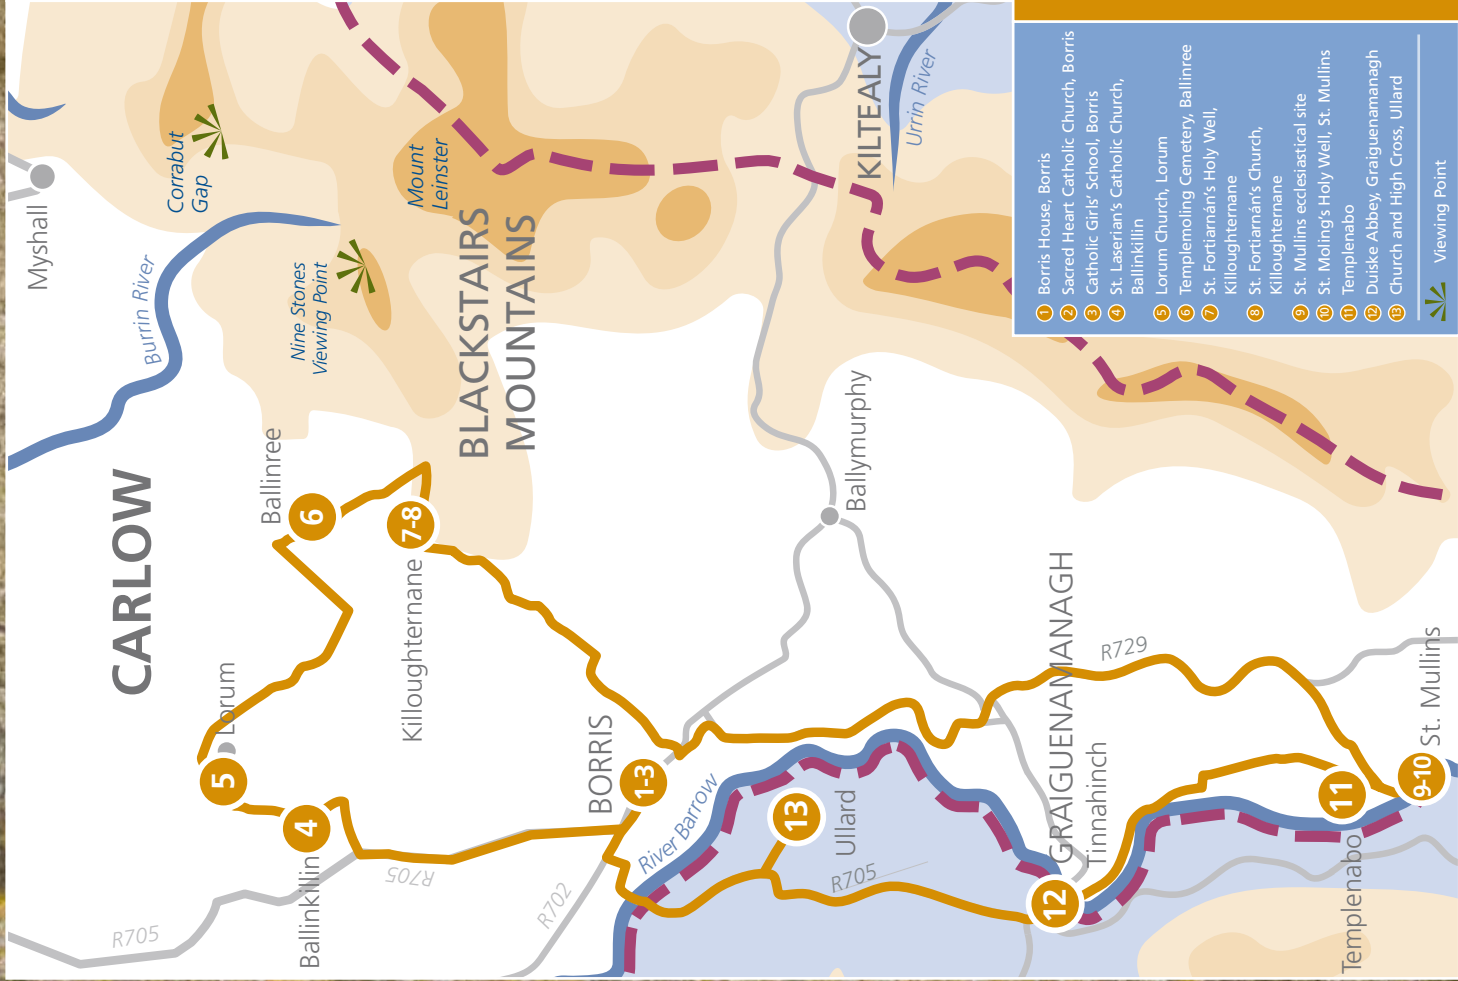 CARLOW
Myshall
Burrin River
Corrabut
Gap
Nine Stones
Viewing Point
Mount
Leinster
BLACKSTAIRS
MOUNTAINS
KILTEALY
Urrin River
Ballinree
6
7-8
Killoughternane
Lorum
5
4
Ballinkillin
R705
R705
R702
BORRIS
1-3
River Barrow
13
Ullard
R705
Ballymurphy
GRAIGUENAMANAGH
Tinnahinch
12
R729
11
Templenabo
9-10
St. Mullins
1 Borris House, Borris
2 Sacred Heart Catholic Church, Borris
3 Catholic Girls' School, Borris
4 St. Laserian's Catholic Church,
Ballinkillin
5 Lorum Church, Lorum
6 Templemoling Cemetery, Ballinree
7 St. Fortiarnán's Holy Well,
Killoughternane
8 St. Fortiarnán's Church,
Killoughternane
9 St. Mullins ecclesiastical site
10 St. Moling's Holy Well, St. Mullins
11 Templenabo
12 Duiske Abbey, Graiguenamanagh
13 Church and High Cross, Ullard
Viewing Point